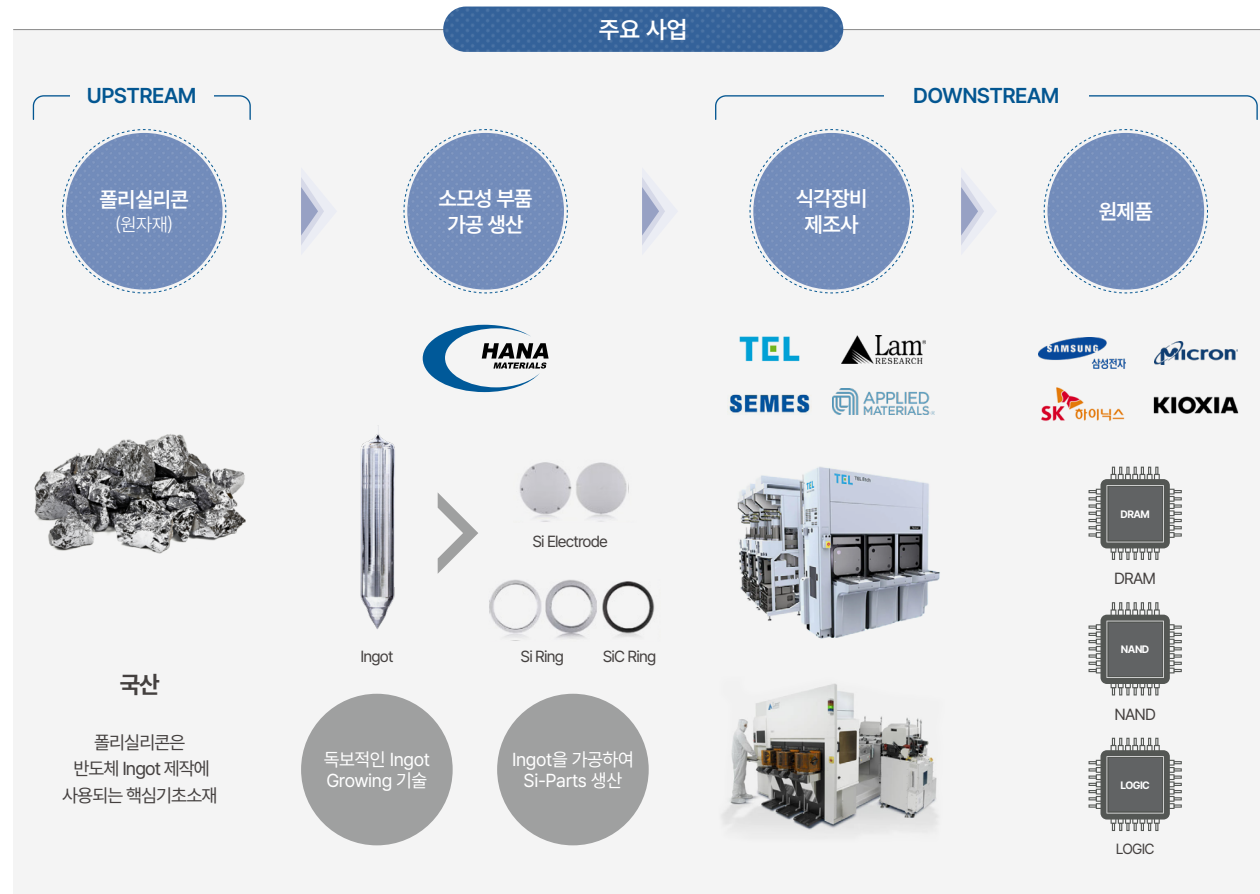 주요 사업
UPSTREAM
DOWNSTREAM
폴리실리콘
(원자재)
소모성 부품
가공 생산
식각장비
제조사
원제품
HANA
MATERIALS
TEL
Lam
RESEARCH
SEMES
APPLIED
MATERIALS
SAMSUNG
삼성전자
Micron
SK 하이닉스
KIOXIA
Ingot
Si Electrode
Si Ring
SiC Ring
TEL
DRAM
DRAM
NAND
NAND
LOGIC
LOGIC
국산
폴리실리콘은
반도체 Ingot 제작에
사용되는 핵심기초소재
독보적인 Ingot
Growing 기술
Ingot을 가공하여
Si-Parts 생산